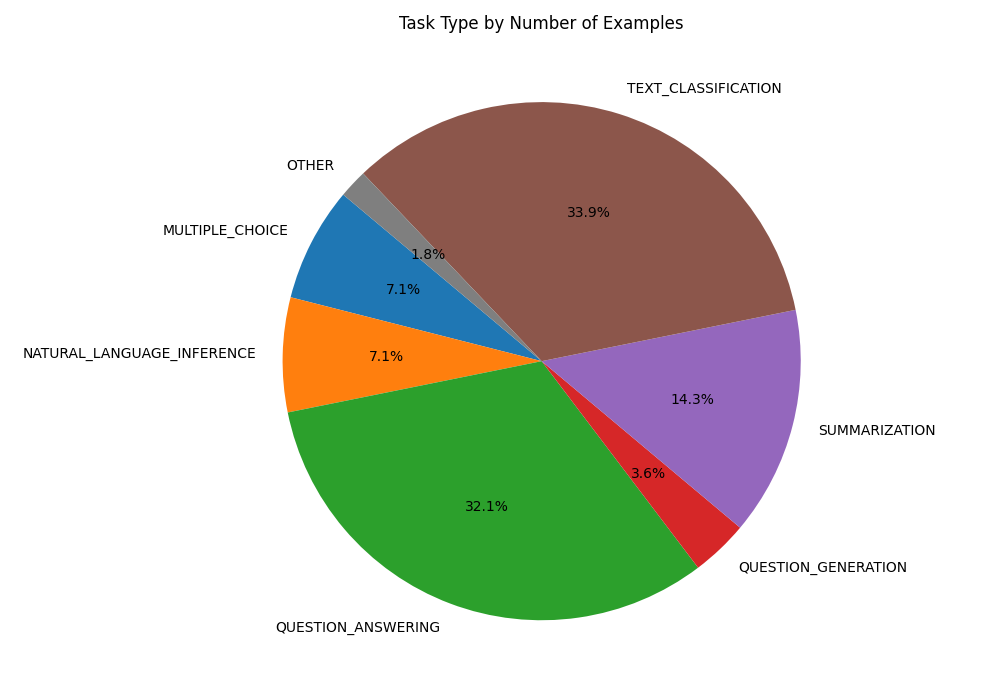 Task Type by Number of Examples
TEXT_CLASSIFICATION
33.9%
OTHER
1.8%
MULTIPLE_CHOICE
7.1%
NATURAL_LANGUAGE_INFERENCE
7.1%
SUMMARIZATION
14.3%
QUESTION_GENERATION
3.6%
QUESTION_ANSWERING
32.1%